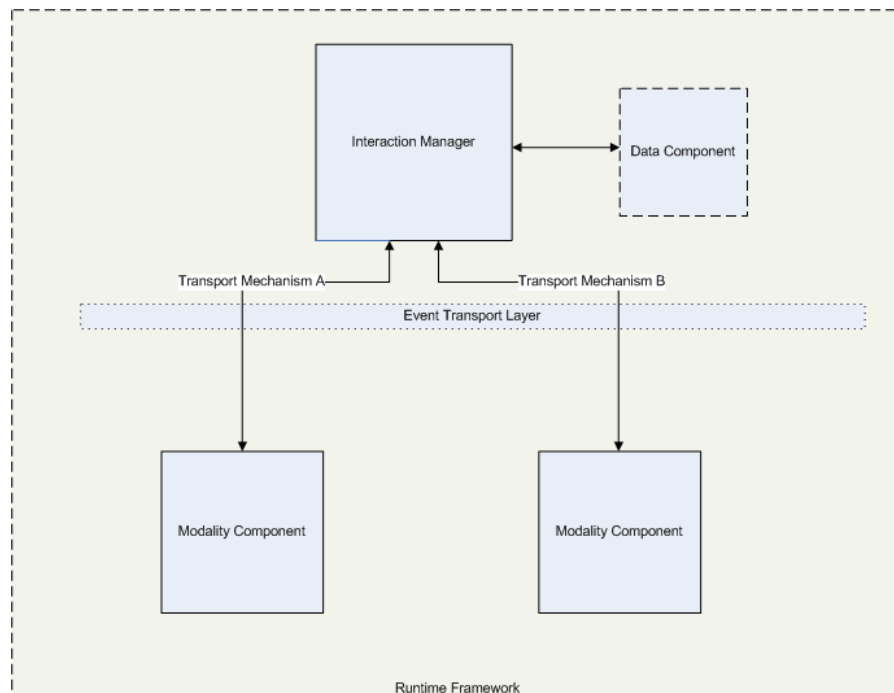 Interaction Manager
Data Component
Transport Mechanism A
Transport Mechanism B
Event Transport Layer
Modality Component
Modality Component
Runtime Framework